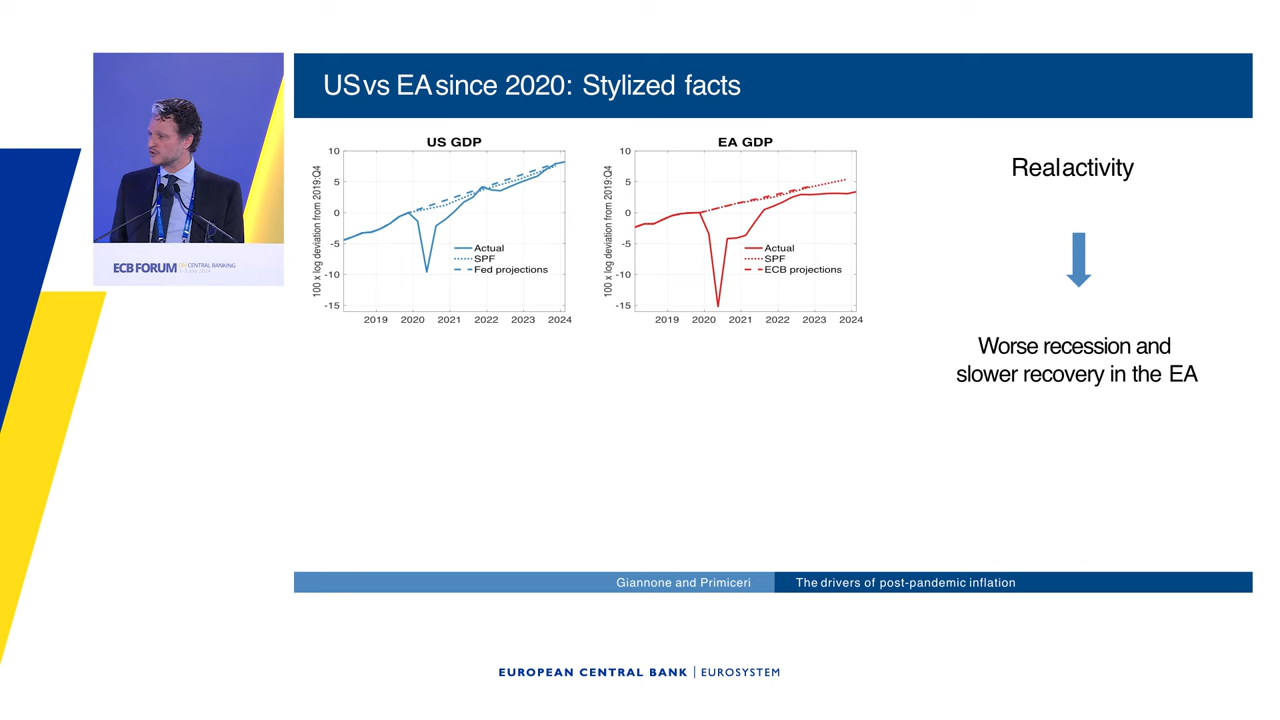 US vs EA since 2020: Stylized facts
US GDP
100 x log deviation from 2019:Q4
10
5
0
-5
-10
-15
2019 2020 2021 2022 2023 2024
Actual
SPF
Fed projections
EA GDP
100 x log deviation from 2019:Q4
10
5
0
-5
-10
-15
2019 2020 2021 2022 2023 2024
Actual
SPF
ECB projections
Real activity
Worse recession and
slower recovery in the EA
ECB FORUM
CENTRAL BANKING
July 2024
Giannone and Primiceri
The drivers of post-pandemic inflation
EUROPEAN CENTRAL BANK | EUROSYSTEM